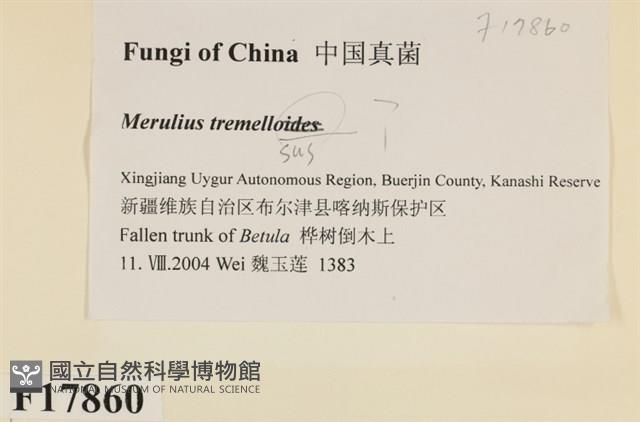 F17860
Fungi of China 中国真菌
Merulius tremelloides
sus
Xingjiang Uygur Autonomous Region, Buerjin County, Kanashi Reserve
新疆维族自治区布尔津县喀纳斯保护区
Fallen trunk of Betula 桦树倒木上
11. Ⅷ.2004 Wei 魏玉莲 1383
國立自然科學博物館
NATIONAL MUSEUM OF NATURAL SCIENCE
F17860